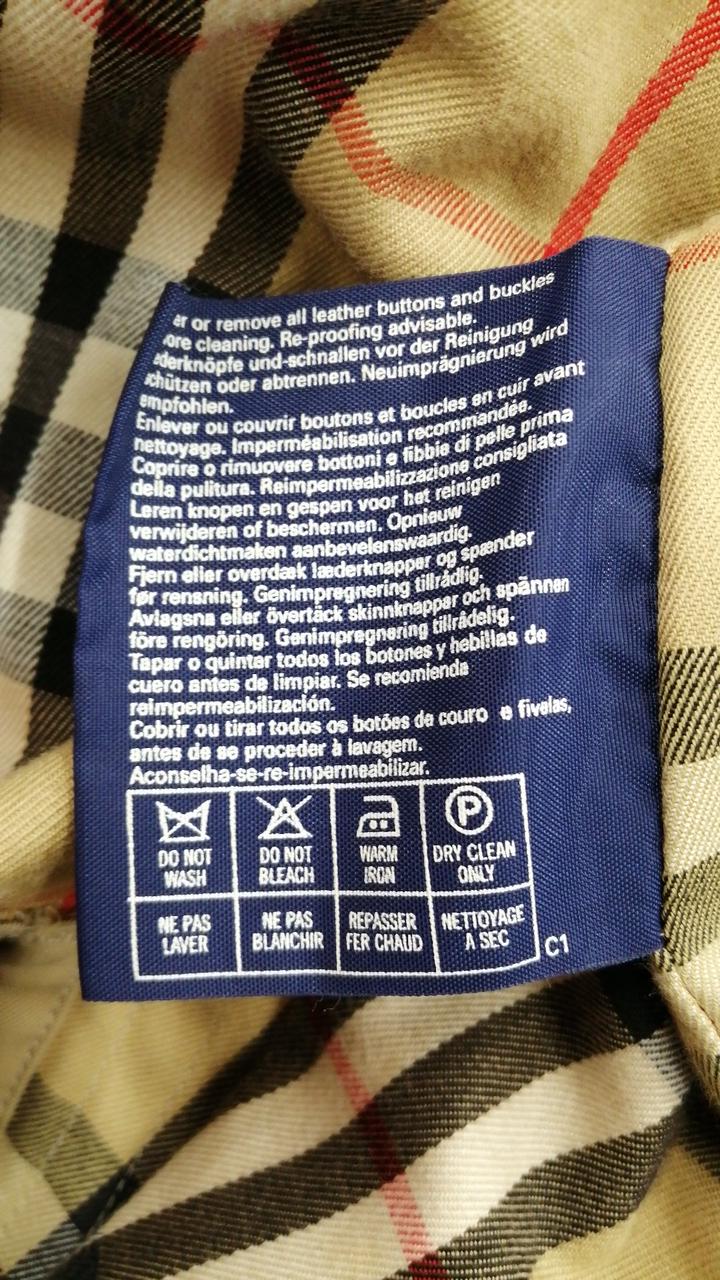 er or remove all leather buttons and buckles
ore cleaning. Re-proofing advisable.
derknöpfe und-schnallen vor der Reinigung
chützen oder abtrennen. Neuimprägnierung wird
empfohlen.
Enlever ou couvrir boutons et boucles en cuir avant
nettoyage. Imperméabilisation recommandée.
Coprire o rimuovere bottoni e fibbie di pelle prima
della pulitura. Reimpermeabilizzazione consigliata
Leren knopen en gespen voor het reinigen
verwijderen of beschermen. Opnieuw
waterdichtmaken aanbevelenswaardig.
Fjern eller overdæk læderknapper og spænder
før rensning. Genimprægnering tillrådlig.
Avlagsna eller övertäck skinnknappar och spännen
före rengöring. Genimpregnering tillrådelig.
Tapar o quintar todos los botones y hebillas de
cuero antes de limpiar. Se recomienda
reimpermeabilización.
Cobrir ou tirar todos os botões de couro e fivelas,
antes de se proceder à lavagem.
Aconselha-se-re-impermeabilizar.
P
DO NOT WASH DO NOT BLEACH WARM IRON DRY CLEAN ONLY
NE PAS LAVER NE PAS BLANCHIR REPASSER FER CHAUD NETTOYAGE A SEC
C1